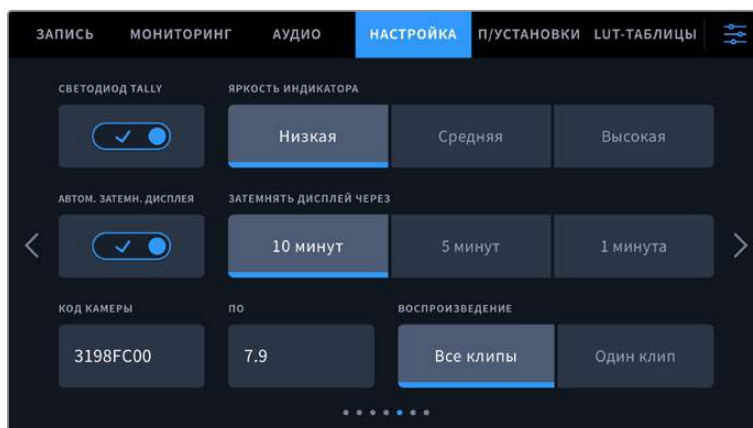 ЗАПИСЬ МОНИТОРИНГ АУДИО НАСТРОЙКА П/УСТАНОВКИ LUT-ТАБЛИЦЫ
СВЕТОДИОД TALLY ЯРКОСТЬ ИНДИКАТОРА
Низкая Средняя Высокая
АВТОМ. ЗАТЕМН. ДИСПЛЕЯ ЗАТЕМНЯТЬ ДИСПЛЕЙ ЧЕРЕЗ
10 минут 5 минут 1 минута
КОД КАМЕРЫ ПО ВОСПРОИЗВЕДЕНИЕ
3198FC00 7.9 Все клипы Один клип